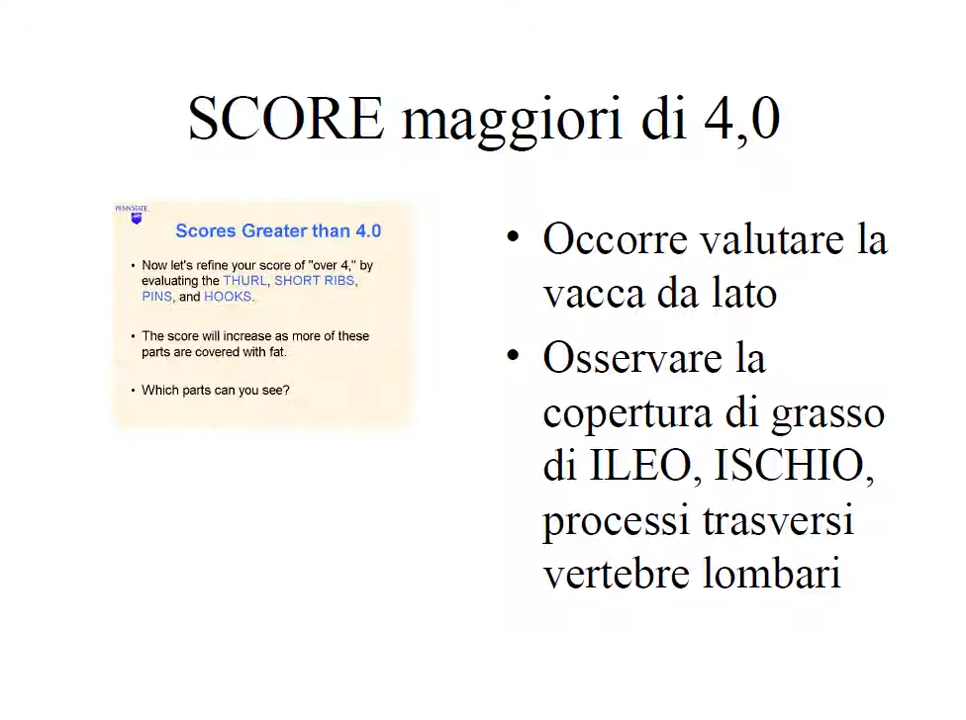 SCORE maggiori di 4,0
PENNSTATE
Scores Greater than 4.0
• Now let's refine your score of "over 4," by
evaluating the THURL, SHORT RIBS,
PINS, and HOOKS.
• The score will increase as more of these
parts are covered with fat.
• Which parts can you see?
• Occorre valutare la
vacca da lato
• Osservare la
copertura di grasso
di ILEO, ISCHIO,
processi trasversi
vertebre lombari